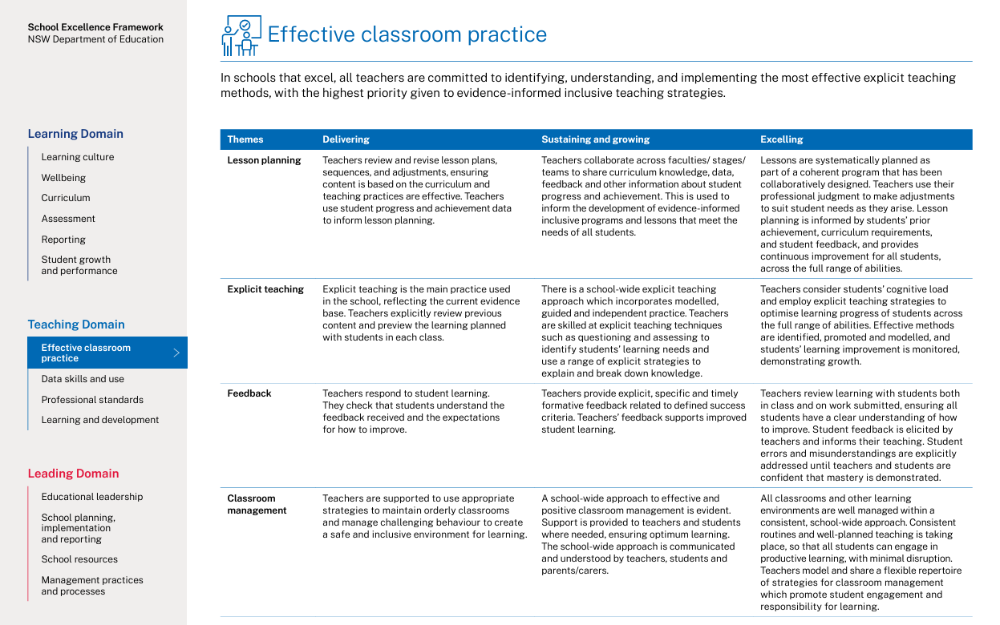 School Excellence Framework
NSW Department of Education
Learning Domain
Learning culture
Wellbeing
Curriculum
Assessment
Reporting
Student growth
and performance
Teaching Domain
Effective classroom
practice
Data skills and use
Professional standards
Learning and development
Leading Domain
Educational leadership
School planning,
implementation
and reporting
School resources
Management practices
and processes
Effective classroom practice
In schools that excel, all teachers are committed to identifying, understanding, and implementing the most effective explicit teaching
methods, with the highest priority given to evidence-informed inclusive teaching strategies.
Themes
Delivering
Sustaining and growing
Excelling
Lesson planning
Teachers review and revise lesson plans,
sequences, and adjustments, ensuring
content is based on the curriculum and
teaching practices are effective. Teachers
use student progress and achievement data
to inform lesson planning.
Teachers collaborate across faculties/ stages/
teams to share curriculum knowledge, data,
feedback and other information about student
progress and achievement. This is used to
inform the development of evidence-informed
inclusive programs and lessons that meet the
needs of all students.
Lessons are systematically planned as
part of a coherent program that has been
collaboratively designed. Teachers use their
professional judgment to make adjustments
to suit student needs as they arise. Lesson
planning is informed by students' prior
achievement, curriculum requirements,
and student feedback, and provides
continuous improvement for all students,
across the full range of abilities.
Explicit teaching
Explicit teaching is the main practice used
in the school, reflecting the current evidence
base. Teachers explicitly review previous
content and preview the learning planned
with students in each class.
There is a school-wide explicit teaching
approach which incorporates modelled,
guided and independent practice. Teachers
are skilled at explicit teaching techniques
such as questioning and assessing to
identify students' learning needs and
use a range of explicit strategies to
explain and break down knowledge.
Teachers consider students' cognitive load
and employ explicit teaching strategies to
optimise learning progress of students across
the full range of abilities. Effective methods
are identified, promoted and modelled, and
students' learning improvement is monitored,
demonstrating growth.
Feedback
Teachers respond to student learning.
They check that students understand the
feedback received and the expectations
for how to improve.
Teachers provide explicit, specific and timely
formative feedback related to defined success
criteria. Teachers' feedback supports improved
student learning.
Teachers review learning with students both
in class and on work submitted, ensuring all
students have a clear understanding of how
to improve. Student feedback is elicited by
teachers and informs their teaching. Student
errors and misunderstandings are explicitly
addressed until teachers and students are
confident that mastery is demonstrated.
Classroom
management
Teachers are supported to use appropriate
strategies to maintain orderly classrooms
and manage challenging behaviour to create
a safe and inclusive environment for learning.
A school-wide approach to effective and
positive classroom management is evident.
Support is provided to teachers and students
where needed, ensuring optimum learning.
The school-wide approach is communicated
and understood by teachers, students and
parents/carers.
All classrooms and other learning
environments are well managed within a
consistent, school-wide approach. Consistent
routines and well-planned teaching is taking
place, so that all students can engage in
productive learning, with minimal disruption.
Teachers model and share a flexible repertoire
of strategies for classroom management
which promote student engagement and
responsibility for learning.